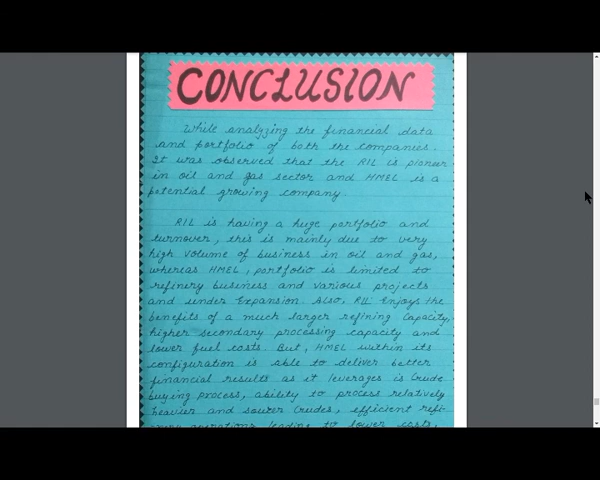 CONCLUSION
While analyzing the financial data
and portfolio of both the companies.
It was observed that the RIL is pioneer
in oil and gas sector and HMEL is a
potential growing company
RIL is having a huge portfolio and
turnover, this is mainly due to very
high volume of business in oil and gas,
whereas HMEL, portfolio is limited to
refinery business and various projects
and under Expansion. Also, RIL enjoys the
benefits of a much larger refining capacity,
higher secondary processing capacity and
lower fuel costs. But, HMEL within its
configuration is able to deliver better
financial results as it leverages is Crude
buying process, ability to process relatively
heavier and sourer Crudes, efficient refi-
operations leading to lower costs,